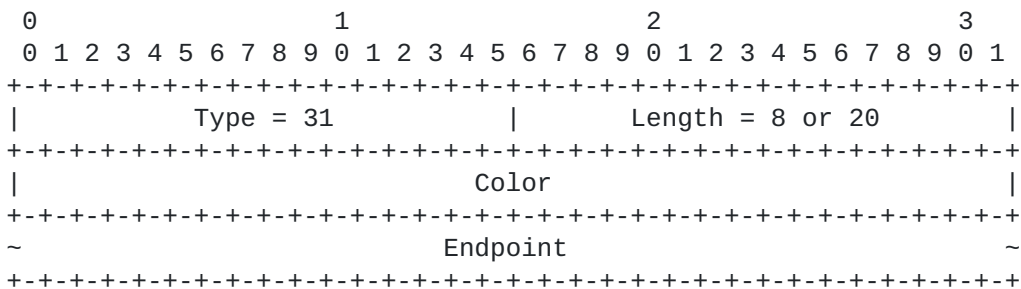 0                   1                   2                   3
 0 1 2 3 4 5 6 7 8 9 0 1 2 3 4 5 6 7 8 9 0 1 2 3 4 5 6 7 8 9 0 1
+-+-+-+-+-+-+-+-+-+-+-+-+-+-+-+-+-+-+-+-+-+-+-+-+-+-+-+-+-+-+-+-+
|           Type = 31           |       Length = 8 or 20        |
+-+-+-+-+-+-+-+-+-+-+-+-+-+-+-+-+-+-+-+-+-+-+-+-+-+-+-+-+-+-+-+-+
|                             Color                             |
+-+-+-+-+-+-+-+-+-+-+-+-+-+-+-+-+-+-+-+-+-+-+-+-+-+-+-+-+-+-+-+-+
~                           Endpoint                            ~
+-+-+-+-+-+-+-+-+-+-+-+-+-+-+-+-+-+-+-+-+-+-+-+-+-+-+-+-+-+-+-+-+